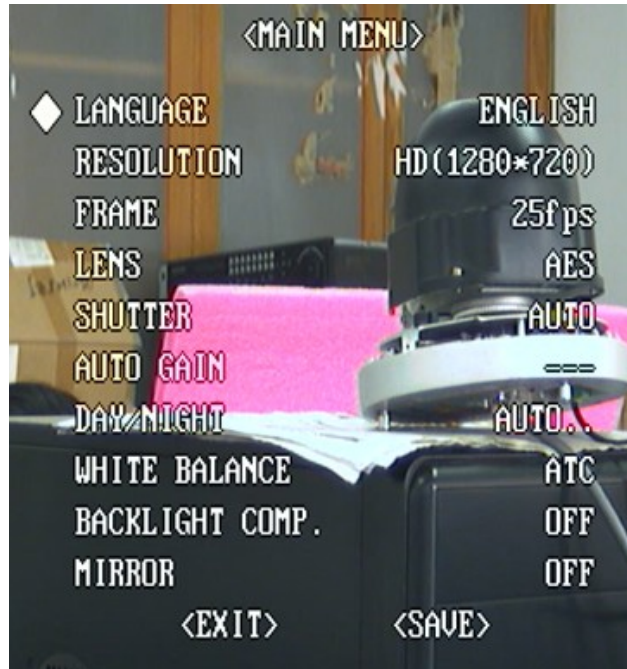 <MAIN MENU>
LANGUAGE ENGLISH
RESOLUTION HD(1280*720)
FRAME 25fps
LENS AES
SHUTTER AUTO
AUTO GAIN ---
DAY/NIGHT AUTO..
WHITE BALANCE ATC
BACKLIGHT COMP. OFF
MIRROR OFF
<EXIT> <SAVE>